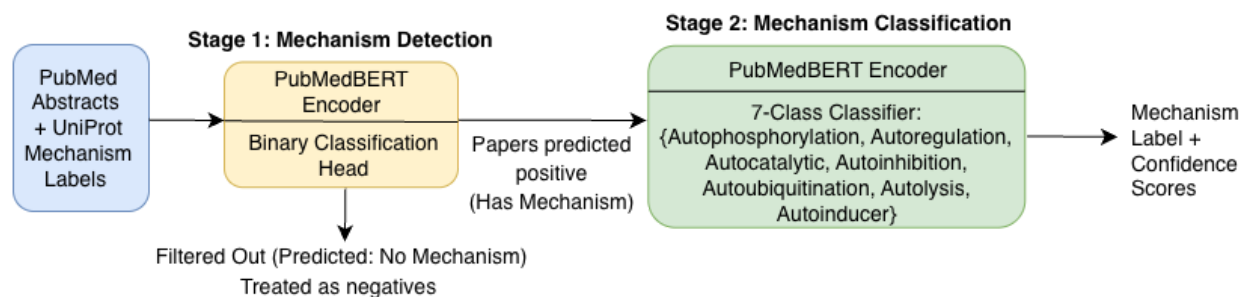 Stage 1: Mechanism Detection
Stage 2: Mechanism Classification
PubMed
Abstracts
+ UniProt
Mechanism
Labels
PubMedBERT
Encoder
Binary Classification
Head
Papers predicted
positive
(Has Mechanism)
Filtered Out (Predicted: No Mechanism)
Treated as negatives
PubMedBERT Encoder
7-Class Classifier:
{Autophosphorylation, Autoregulation,
Autocatalytic, Autoinhibition,
Autoubiquitination, Autolysis,
Autoinducer}
Mechanism
Label +
Confidence
Scores